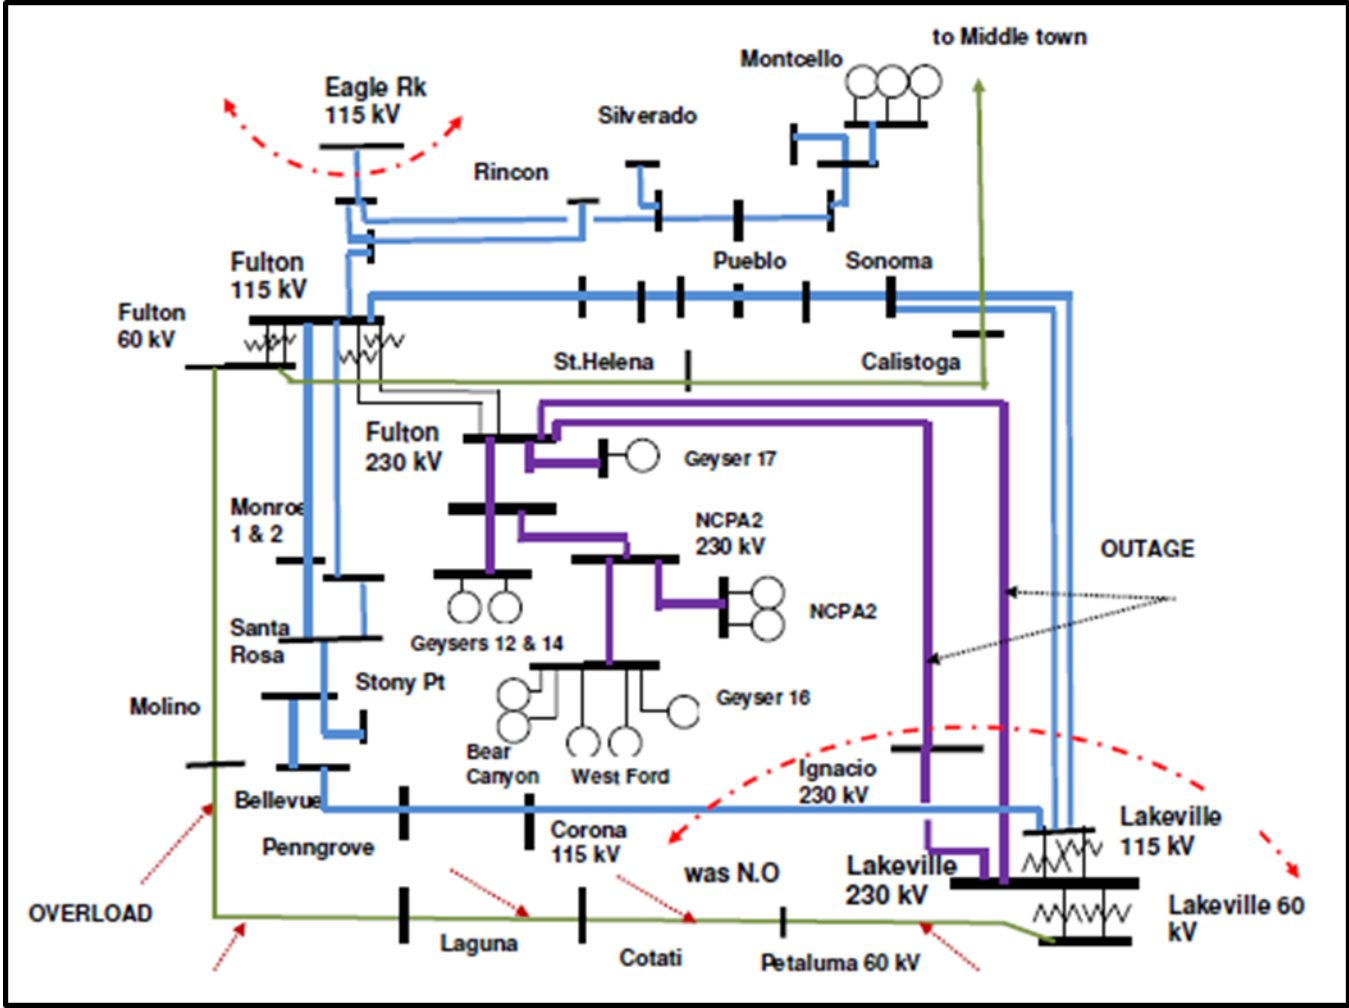 to Middle town
Montcello
Eagle Rk
115 kV
Silverado
Rincon
Fulton
115 kV
Pueblo
Sonoma
Fulton
60 kV
St.Helena
Calistoga
Fulton
230 kV
Geyser 17
Monroe
1 & 2
NCPA2
230 kV
OUTAGE
NCPA2
Geysers 12 & 14
Santa
Rosa
Stony Pt
Molino
Geyser 16
Bear
Canyon
West Ford
Ignacio
230 kV
Bellevue
Penngrove
Corona
115 kV
Lakeville
115 kV
was N.O
Lakeville
230 kV
Lakeville 60
kV
OVERLOAD
Laguna
Cotati
Petaluma 60 kV